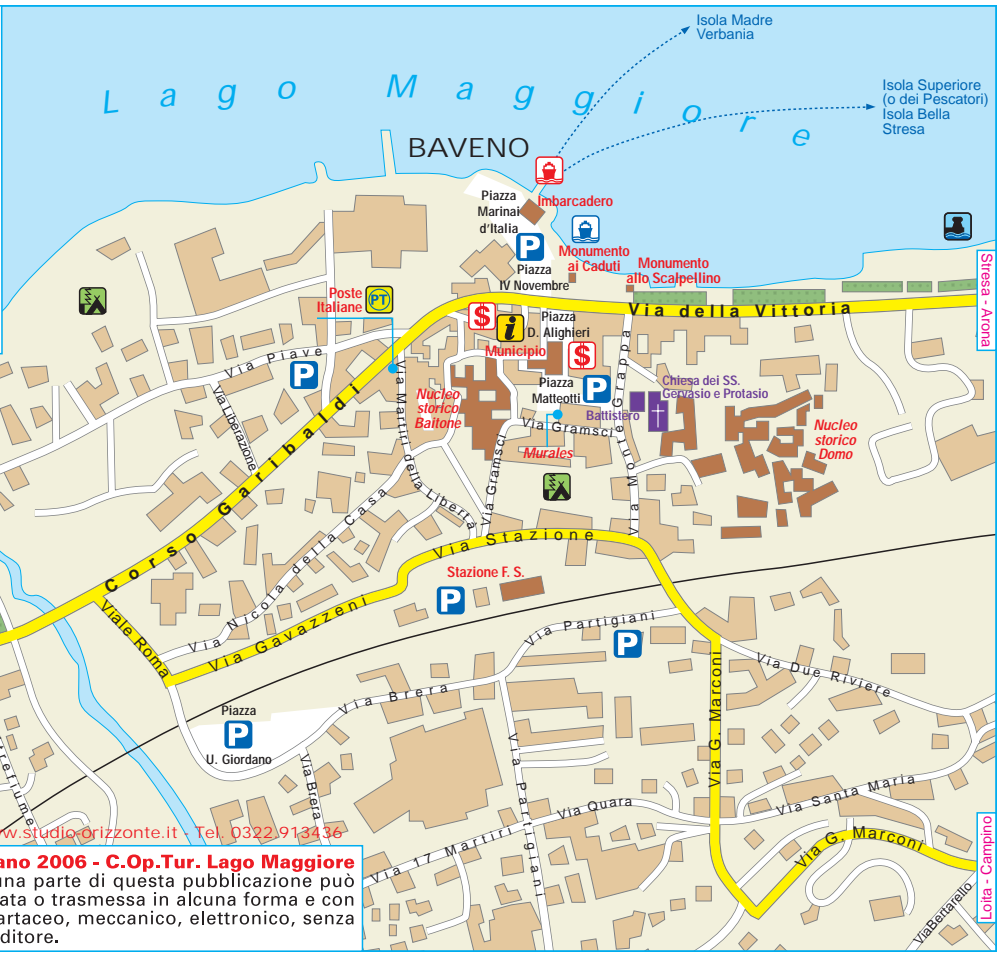 Isola Madre
Verbania
Isola Superiore
(o dei Pescatori)
Isola Bella
Stresa
Lago Maggiore
BAVENO
Imbarcadero
Piazza
Marinai
d'Italia
P
Piazza
IV Novembre
Monumento
ai Caduti
Monumento
allo Scalpellino
Stresa - Arona
Poste
Italiane
PT
$
i
Piazza
D. Alighieri
Via della Vittoria
Municipio
$
Via Piave
P
Via Liberazione
Corso Garibaldi
Via Martiri della Libertà
Nucleo
storico
Baitone
Piazza
Matteotti
P
Via Monte Grappa
Chiesa dei SS.
Gervasio e Protasio
Battistero
Via Gramsci
Murales
Via Gramsci
Nucleo
storico
Domo
Via Nicola della Casa
Via Stazione
Stazione F. S.
P
Via Gavazzeni
Viale Roma
Via Partigiani
P
Via Due Riviere
Via Brera
Piazza
P
U. Giordano
Via Brera
Via Partigiani
Via G. Marconi
Via Quara
Via Santa Maria
Via 17 Martiri
Via G. Marconi
Via Bertarello
Loita - Campino
trefiume
w.studio-orizzonte.it - Tel. 0322.913436
ano 2006 - C.Op.Tur. Lago Maggiore
una parte di questa pubblicazione può
ata o trasmessa in alcuna forma e con
artaceo, meccanico, elettronico, senza
ditore.